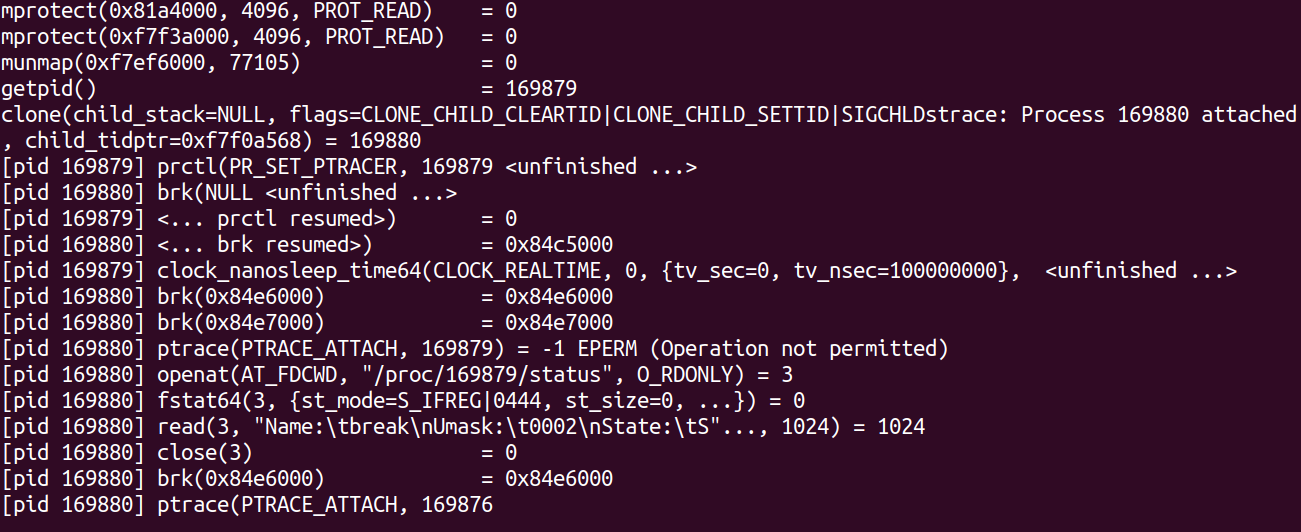 mprotect(0x81a4000, 4096, PROT_READ)    = 0
mprotect(0xf7f3a000, 4096, PROT_READ)   = 0
munmap(0xf7ef6000, 77105)               = 0
getpid()                                = 169879
clone(child_stack=NULL, flags=CLONE_CHILD_CLEARTID|CLONE_CHILD_SETTID|SIGCHLDstrace: Process 169880 attached
, child_tidptr=0xf7f0a568) = 169880
[pid 169879] prctl(PR_SET_PTRACER, 169879 <unfinished ...>
[pid 169880] brk(NULL <unfinished ...>
[pid 169879] <... prctl resumed>)       = 0
[pid 169880] <... brk resumed>)         = 0x84c5000
[pid 169879] clock_nanosleep_time64(CLOCK_REALTIME, 0, {tv_sec=0, tv_nsec=100000000},  <unfinished ...>
[pid 169880] brk(0x84e6000)             = 0x84e6000
[pid 169880] brk(0x84e7000)             = 0x84e7000
[pid 169880] ptrace(PTRACE_ATTACH, 169879) = -1 EPERM (Operation not permitted)
[pid 169880] openat(AT_FDCWD, "/proc/169879/status", O_RDONLY) = 3
[pid 169880] fstat64(3, {st_mode=S_IFREG|0444, st_size=0, ...}) = 0
[pid 169880] read(3, "Name:\tbreak\nUmask:\t0002\nState:\tS"..., 1024) = 1024
[pid 169880] close(3)                   = 0
[pid 169880] brk(0x84e6000)             = 0x84e6000
[pid 169880] ptrace(PTRACE_ATTACH, 169876